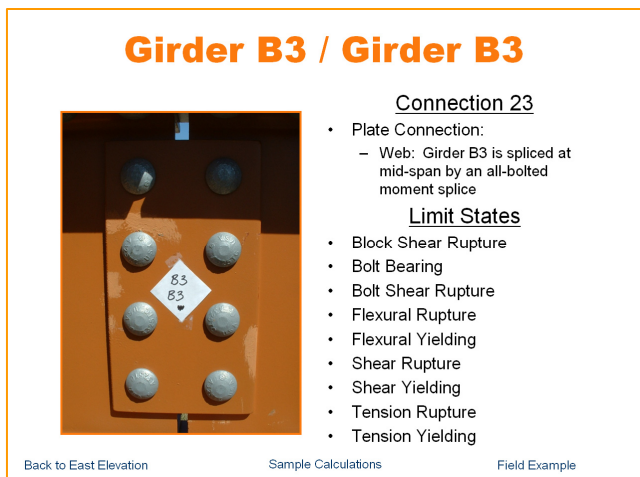 Girder B3 / Girder B3
Connection 23
• Plate Connection:
– Web: Girder B3 is spliced at
mid-span by an all-bolted
moment splice
Limit States
• Block Shear Rupture
• Bolt Bearing
• Bolt Shear Rupture
• Flexural Rupture
• Flexural Yielding
• Shear Rupture
• Shear Yielding
• Tension Rupture
• Tension Yielding
B3
B3
Back to East Elevation
Sample Calculations
Field Example